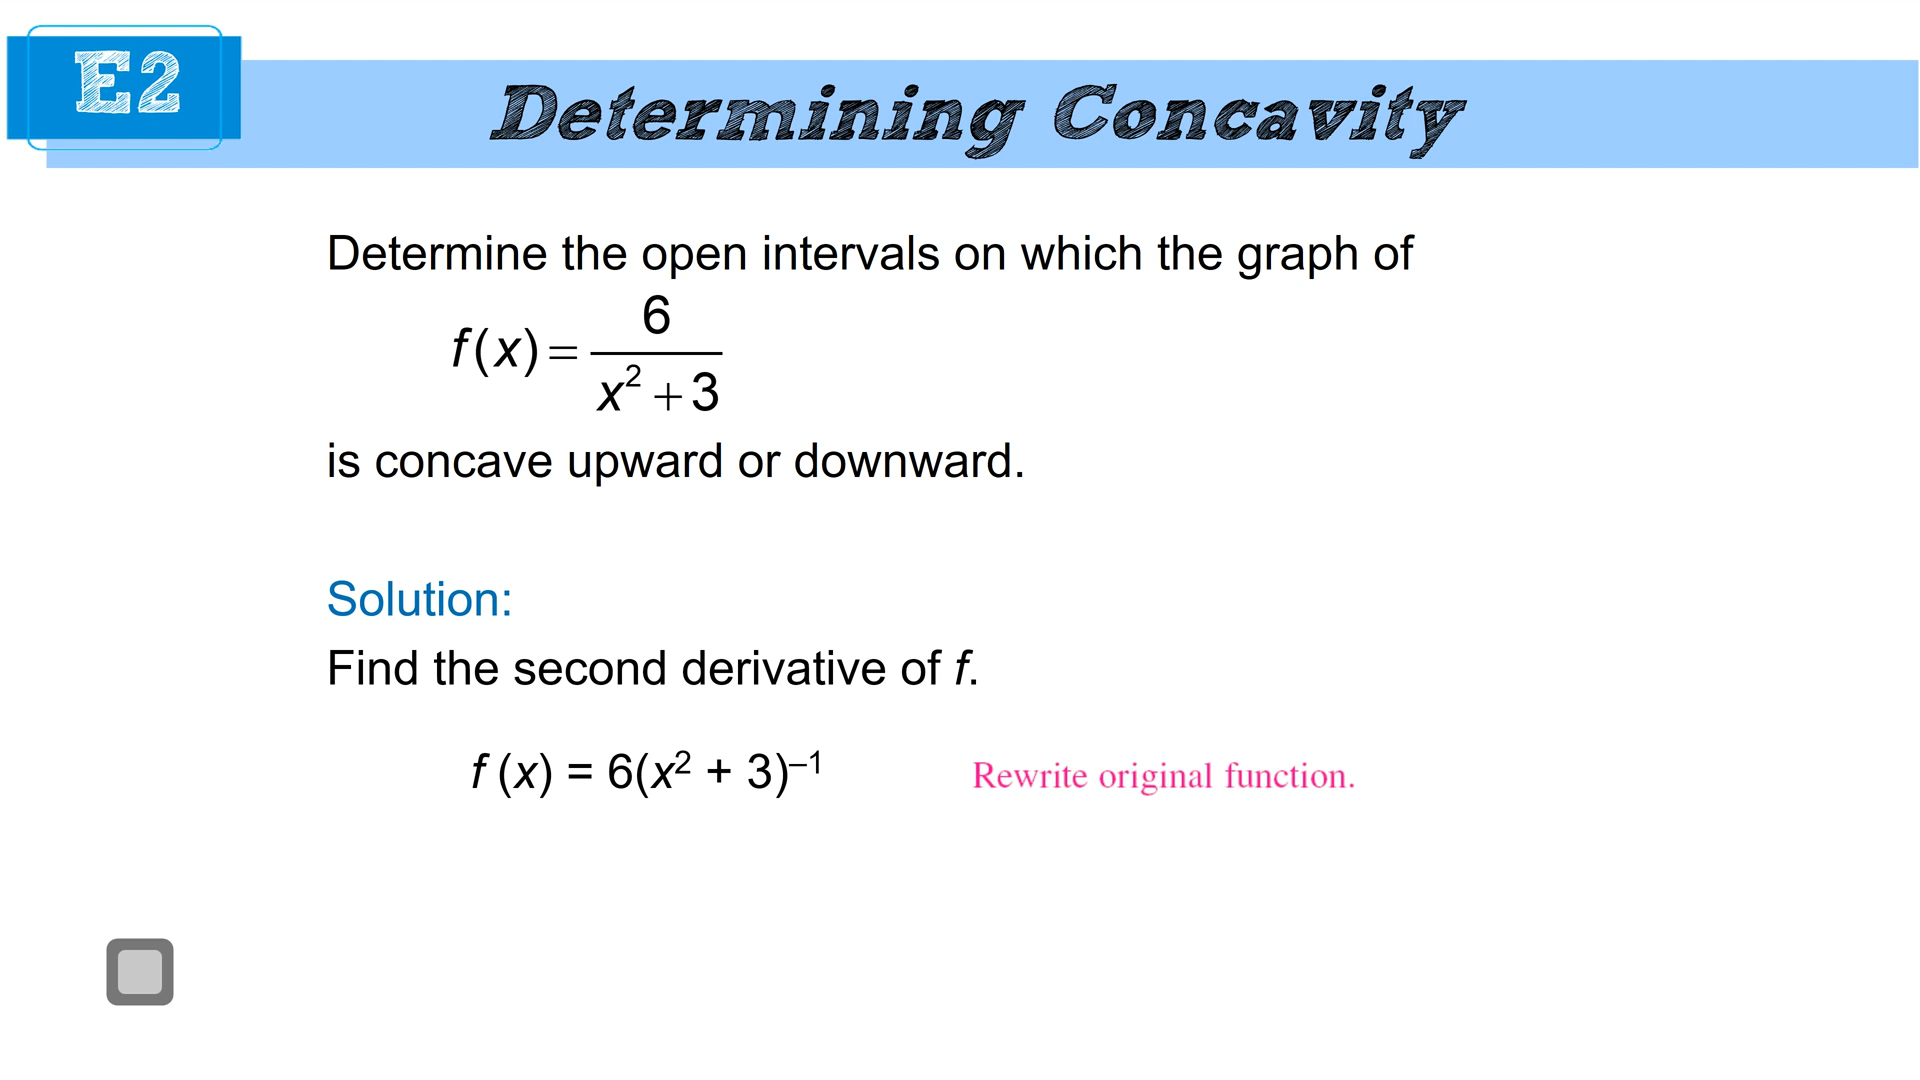 E2
Determining Concavity
Determine the open intervals on which the graph of
f(x) = 6 / (x² + 3)
is concave upward or downward.
Solution:
Find the second derivative of f.
f (x) = 6(x² + 3)⁻¹ Rewrite original function.